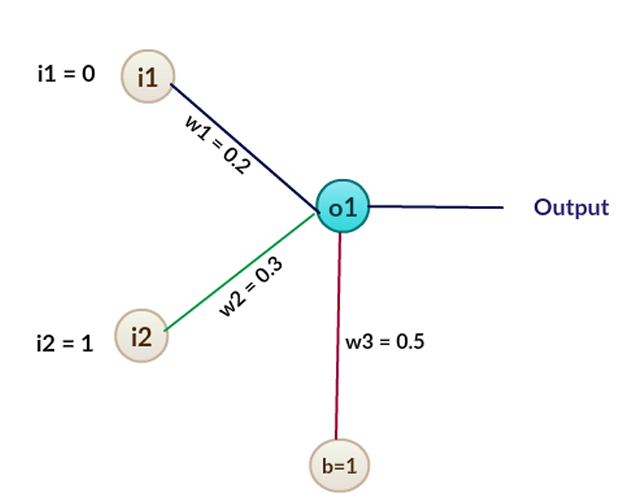 i1 = 0
i1
w1 = 0.2
o1
Output
w2 = 0.3
i2 = 1
i2
w3 = 0.5
b=1